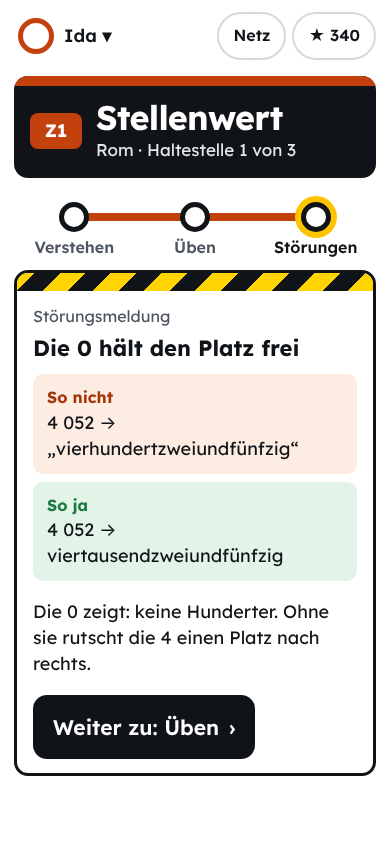 Ida ▾
Netz
★ 340
Z1
Stellenwert
Rom · Haltestelle 1 von 3
Verstehen
Üben
Störungen
Störungsmeldung
Die 0 hält den Platz frei
So nicht
4 052 →
„vierhundertzweiundfünfzig“
So ja
4 052 →
viertausendzweiundfünfzig
Die 0 zeigt: keine Hunderter. Ohne
sie rutscht die 4 einen Platz nach
rechts.
Weiter zu: Üben ›